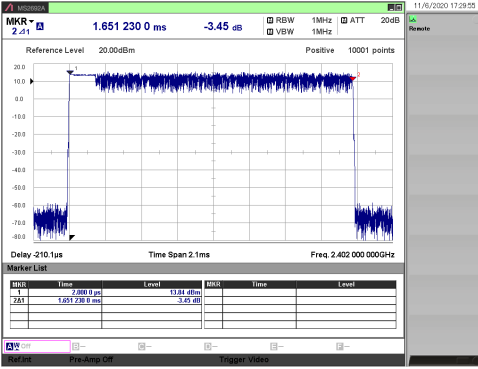 MS2692A
11/6/2020 17:29:55
MKR 2 Δ1 A 1.651 230 0 ms -3.45 dB RBW 1MHz ATT 20dB
VBW 1MHz
Remote
Reference Level 20.00dBm Positive 10001 points
20.0
10.0
0.0
-10.0
-20.0
-30.0
-40.0
-50.0
-60.0
-70.0
-80.0
1
2
Delay -210.1µs Time Span 2.1ms Freq. 2.402 000 000GHz
Marker List
MKR Time Level MKR Time Level
1 2.000 0 µs 13.84 dBm
2Δ1 1.651 230 0 ms -3.45 dB
A W Off B-- C-- D-- E-- F--
Ref.Int Pre-Amp Off Trigger Video